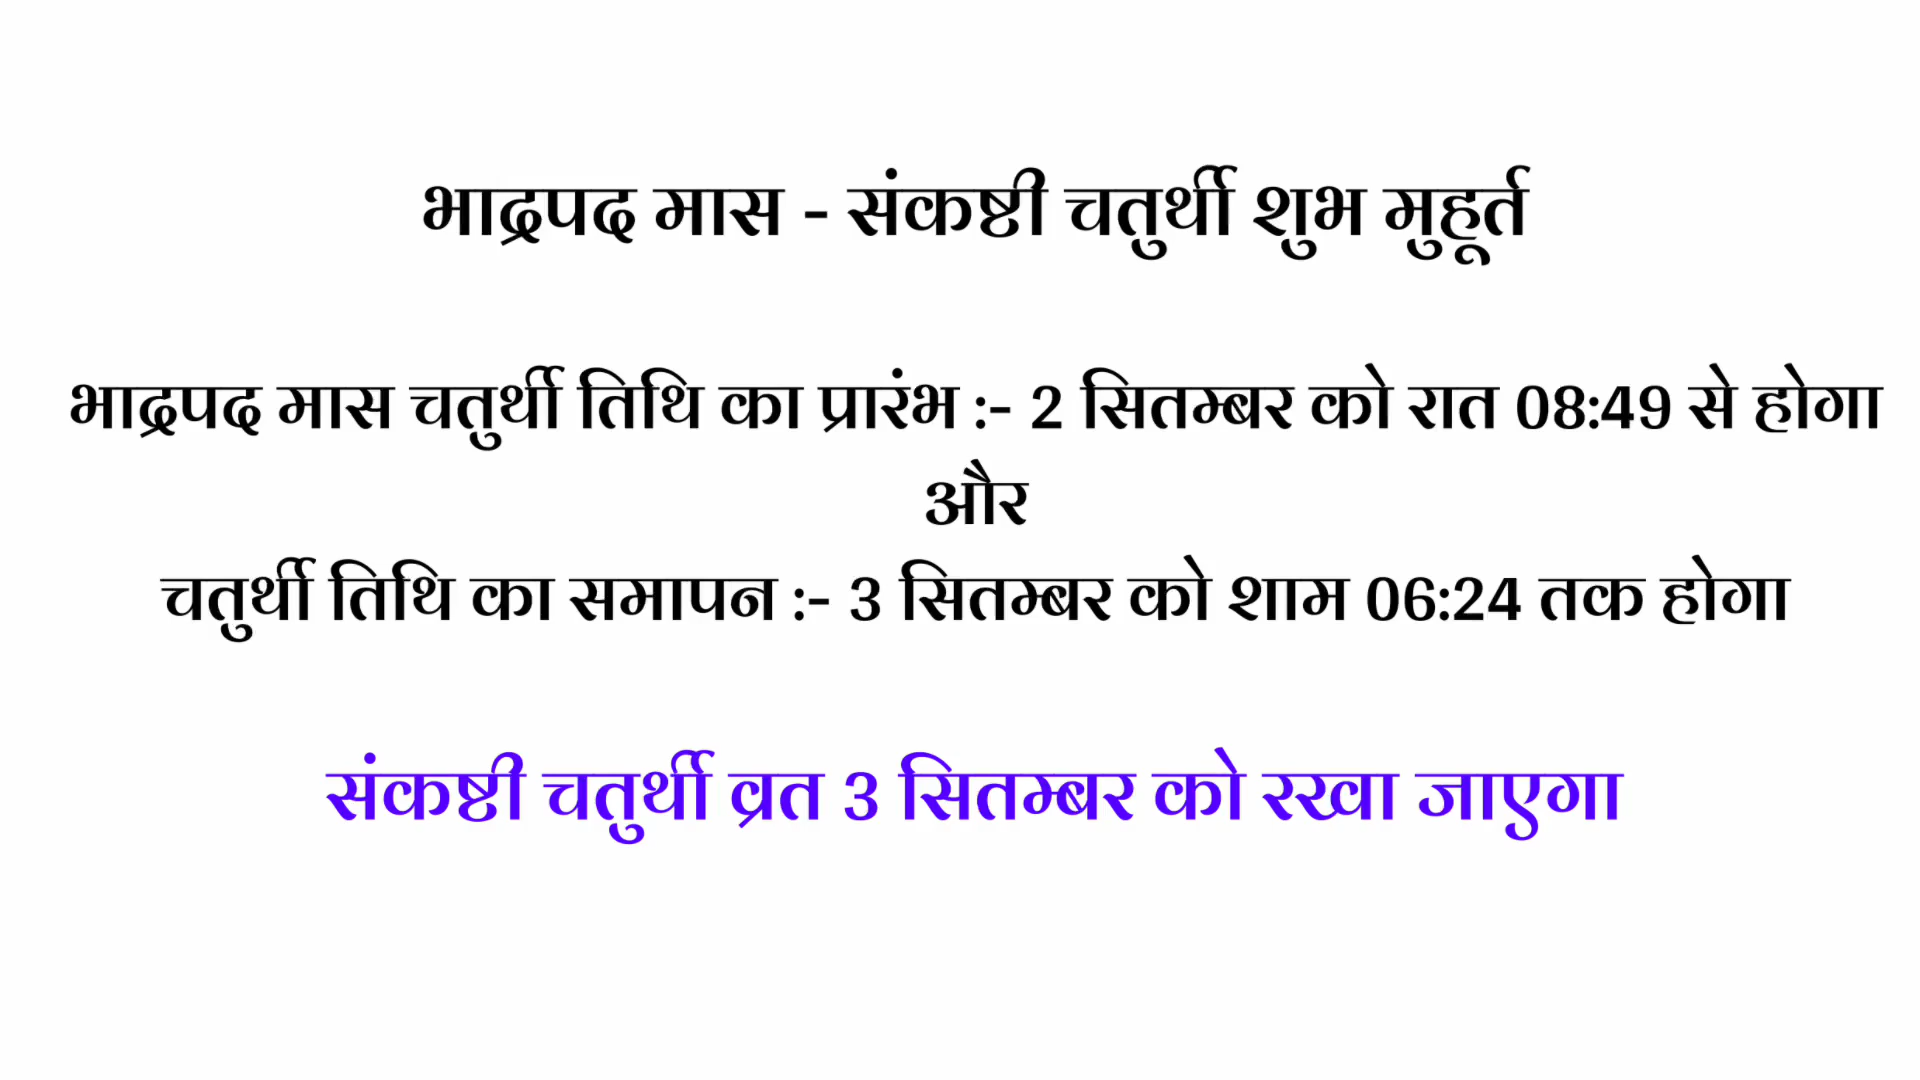 भाद्रपद मास - संकष्टी चतुर्थी शुभ मुहूर्त
भाद्रपद मास चतुर्थी तिथि का प्रारंभ :- 2 सितम्बर को रात 08:49 से होगा
और
चतुर्थी तिथि का समापन :- 3 सितम्बर को शाम 06:24 तक होगा
संकष्टी चतुर्थी व्रत 3 सितम्बर को रखा जाएगा